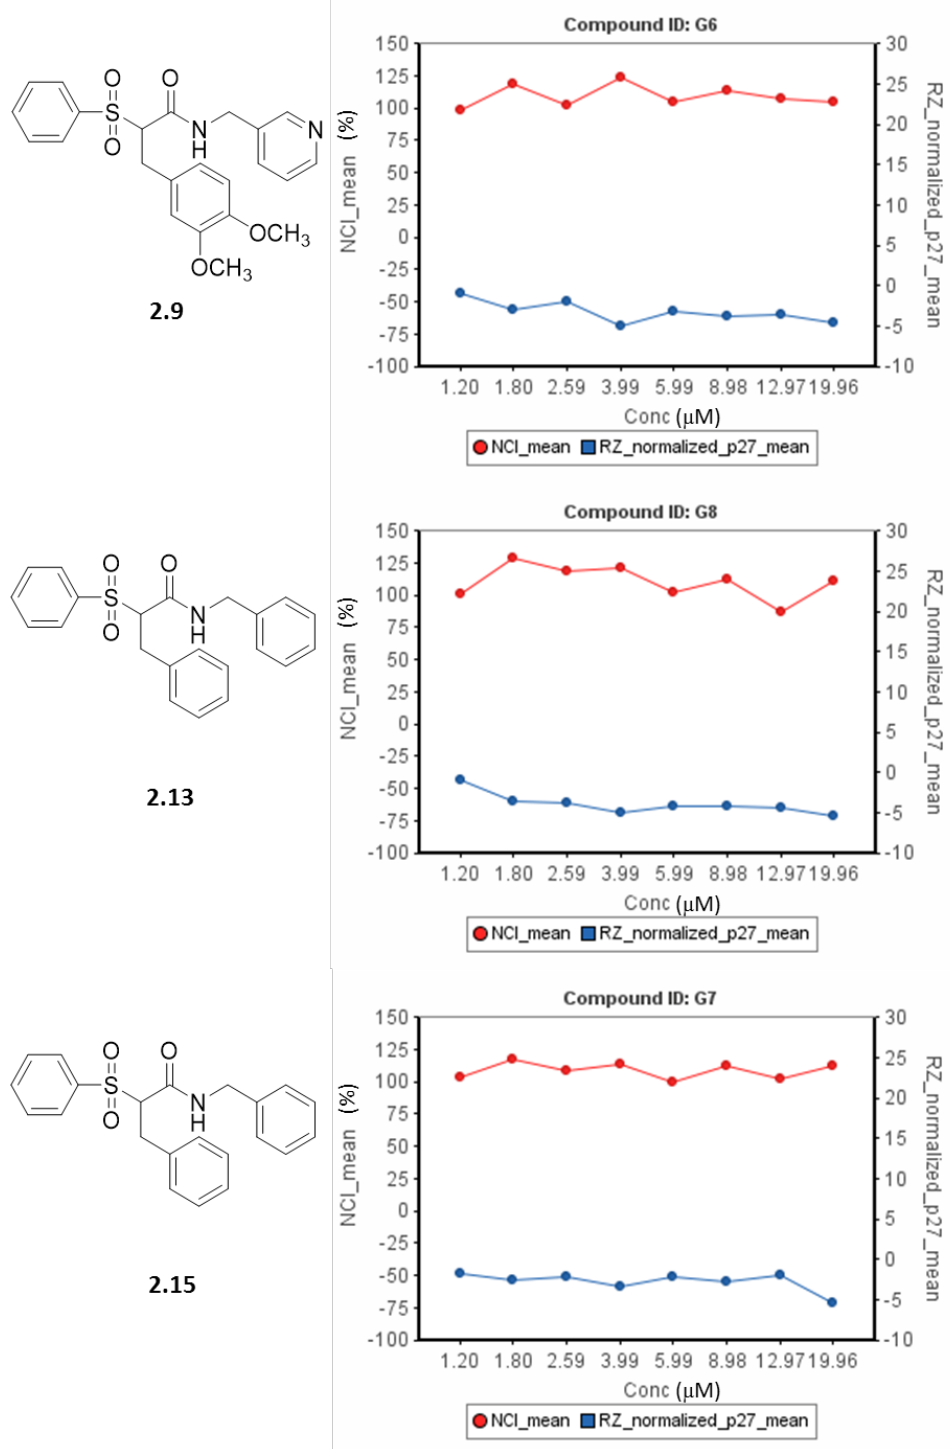 Compound ID: G6
150
125
100
75
50
25
0
-25
-50
-75
-100
NCI_mean (%)
30
25
20
15
10
5
0
-5
-10
RZ_normalized_p27_mean
1.20 1.80 2.59 3.99 5.99 8.98 12.97 19.96
Conc (μM)
NCI_mean RZ_normalized_p27_mean
O
O
S
O
N
H
N
OCH3
OCH3
2.9
Compound ID: G8
150
125
100
75
50
25
0
-25
-50
-75
-100
NCI_mean (%)
30
25
20
15
10
5
0
-5
-10
RZ_normalized_p27_mean
1.20 1.80 2.59 3.99 5.99 8.98 12.97 19.96
Conc (μM)
NCI_mean RZ_normalized_p27_mean
O
O
S
O
N
H
2.13
Compound ID: G7
150
125
100
75
50
25
0
-25
-50
-75
-100
NCI_mean (%)
30
25
20
15
10
5
0
-5
-10
RZ_normalized_p27_mean
1.20 1.80 2.59 3.99 5.99 8.98 12.97 19.96
Conc (μM)
NCI_mean RZ_normalized_p27_mean
O
O
S
O
N
H
2.15